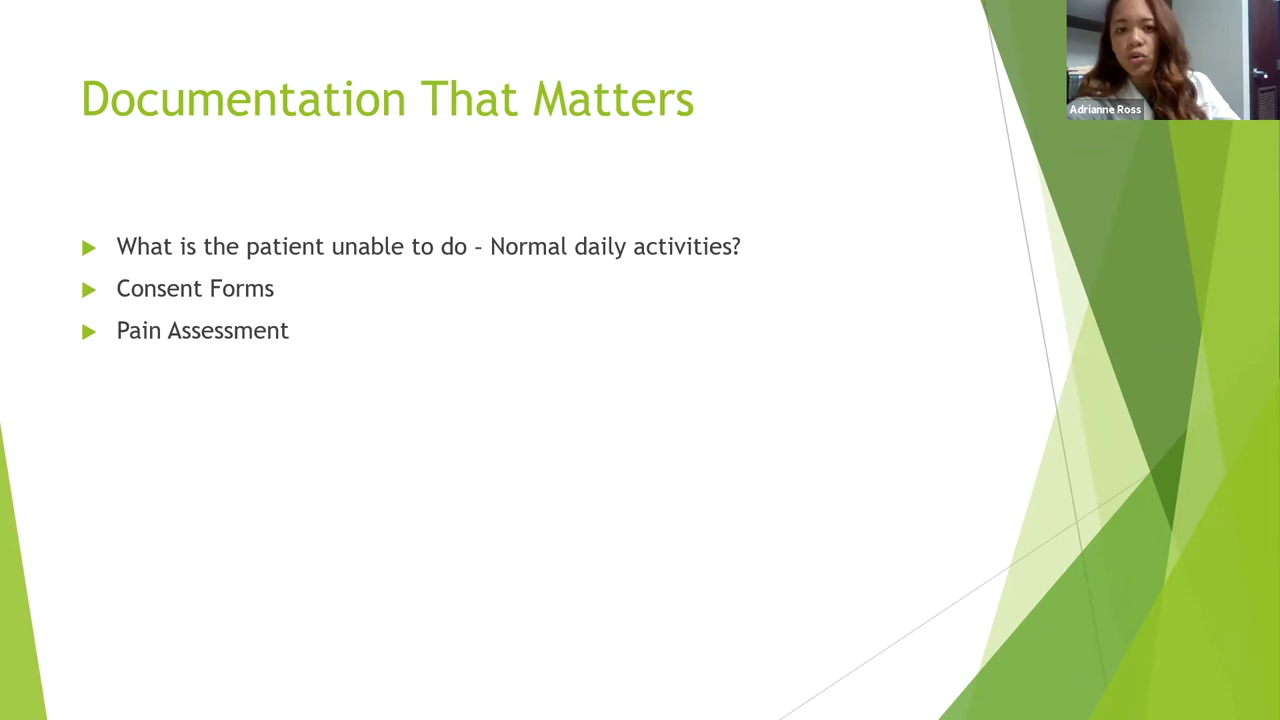 Documentation That Matters
What is the patient unable to do – Normal daily activities?
Consent Forms
Pain Assessment
Adrianne Ross